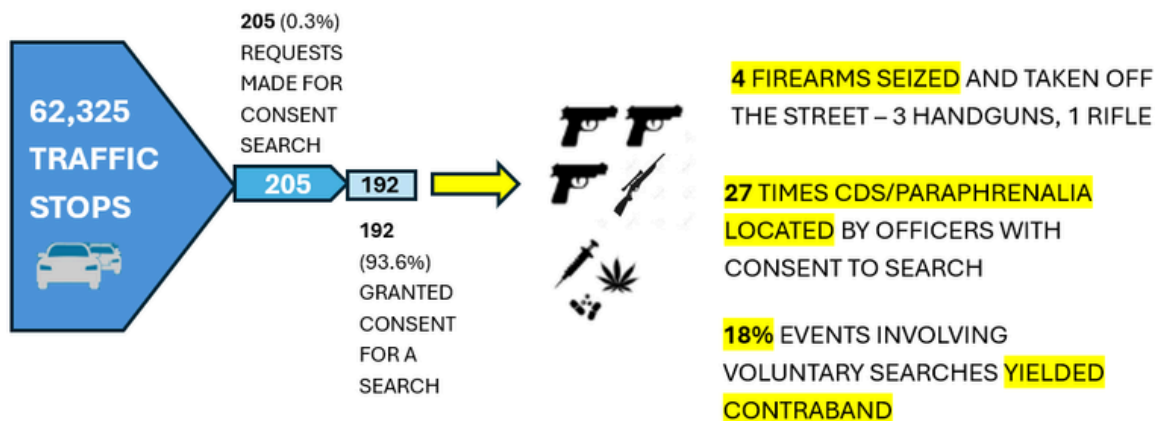 62,325
TRAFFIC
STOPS
205 (0.3%)
REQUESTS
MADE FOR
CONSENT
SEARCH
205
192
192
(93.6%)
GRANTED
CONSENT
FOR A
SEARCH
4 FIREARMS SEIZED AND TAKEN OFF
THE STREET – 3 HANDGUNS, 1 RIFLE
27 TIMES CDS/PARAPHRENALIA
LOCATED BY OFFICERS WITH
CONSENT TO SEARCH
18% EVENTS INVOLVING
VOLUNTARY SEARCHES YIELDED
CONTRABAND